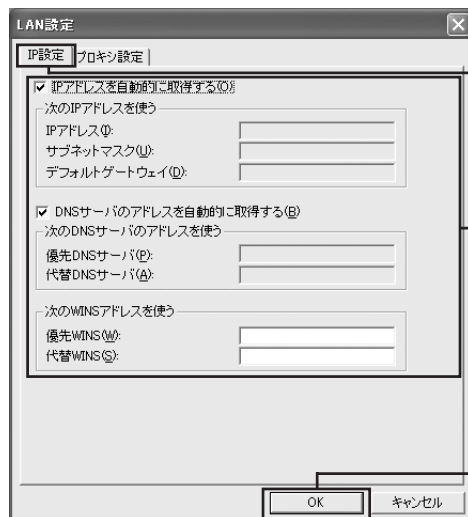 LAN設定
IP設定 プロキシ設定
IPアドレスを自動的に取得する(O)
次のIPアドレスを使う
IPアドレス(I):
サブネットマスク(U):
デフォルトゲートウェイ(D):
DNSサーバのアドレスを自動的に取得する(B)
次のDNSサーバのアドレスを使う
優先DNSサーバ(P):
代替DNSサーバ(A):
次のWINSアドレスを使う
優先WINS(W):
代替WINS(S):
OK キャンセル